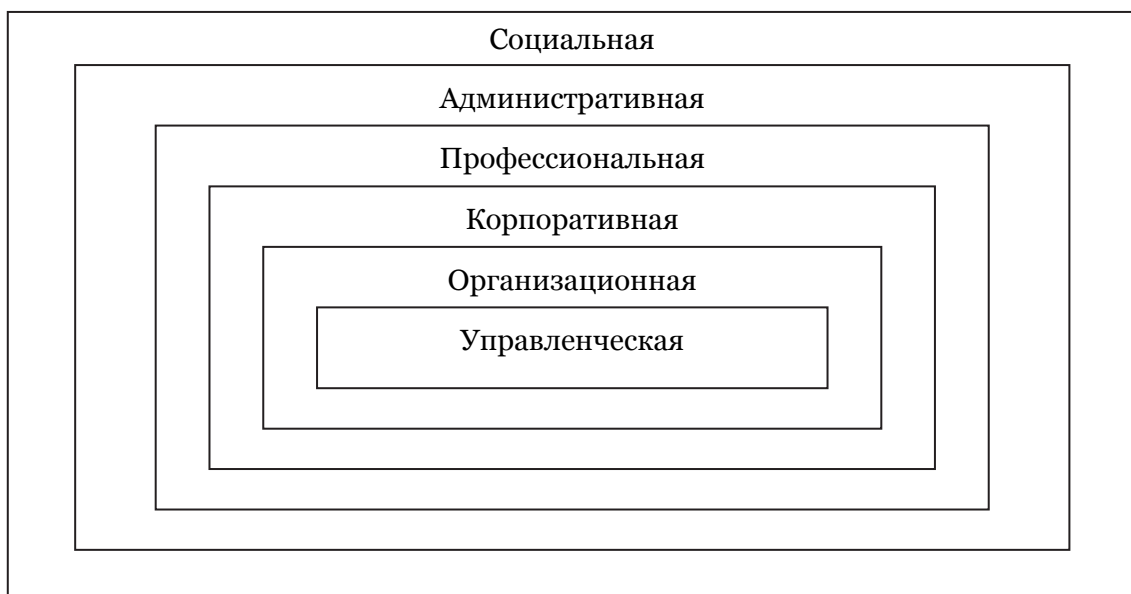 Социальная
Административная
Профессиональная
Корпоративная
Организационная
Управленческая